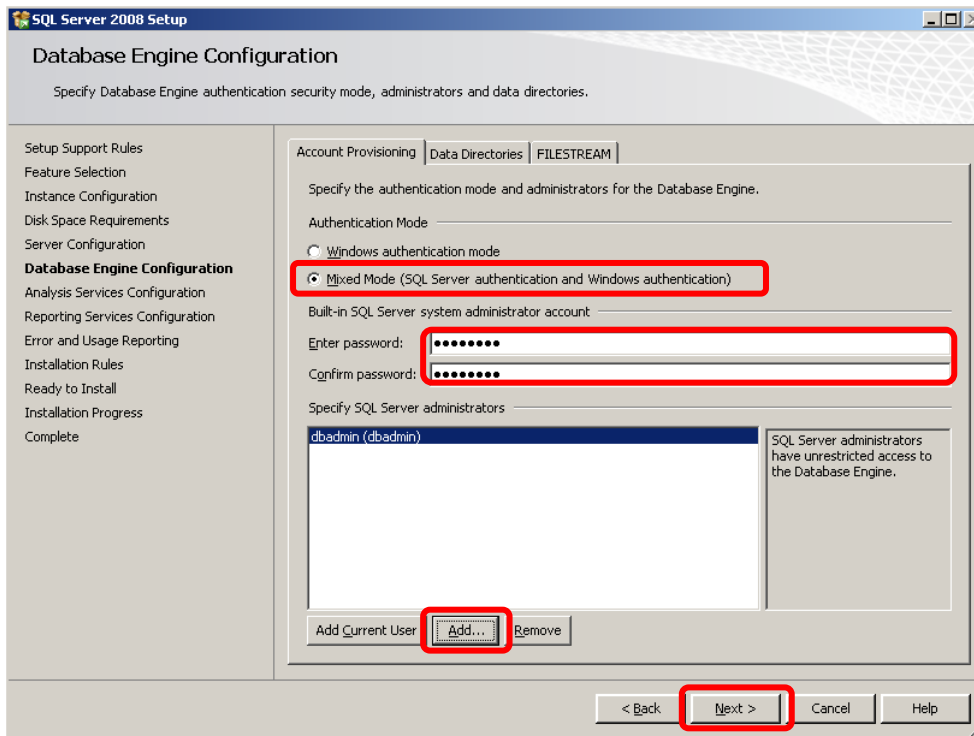 SQL Server 2008 Setup
Database Engine Configuration
Specify Database Engine authentication security mode, administrators and data directories.
Setup Support Rules
Feature Selection
Instance Configuration
Disk Space Requirements
Server Configuration
Database Engine Configuration
Analysis Services Configuration
Reporting Services Configuration
Error and Usage Reporting
Installation Rules
Ready to Install
Installation Progress
Complete
Account Provisioning Data Directories FILESTREAM
Specify the authentication mode and administrators for the Database Engine.
Authentication Mode
Windows authentication mode
Mixed Mode (SQL Server authentication and Windows authentication)
Built-in SQL Server system administrator account
Enter password: ●●●●●●●●
Confirm password: ●●●●●●●●
Specify SQL Server administrators
dbadmin (dbadmin)
SQL Server administrators
have unrestricted access to
the Database Engine.
Add Current User Add... Remove
< Back Next > Cancel Help